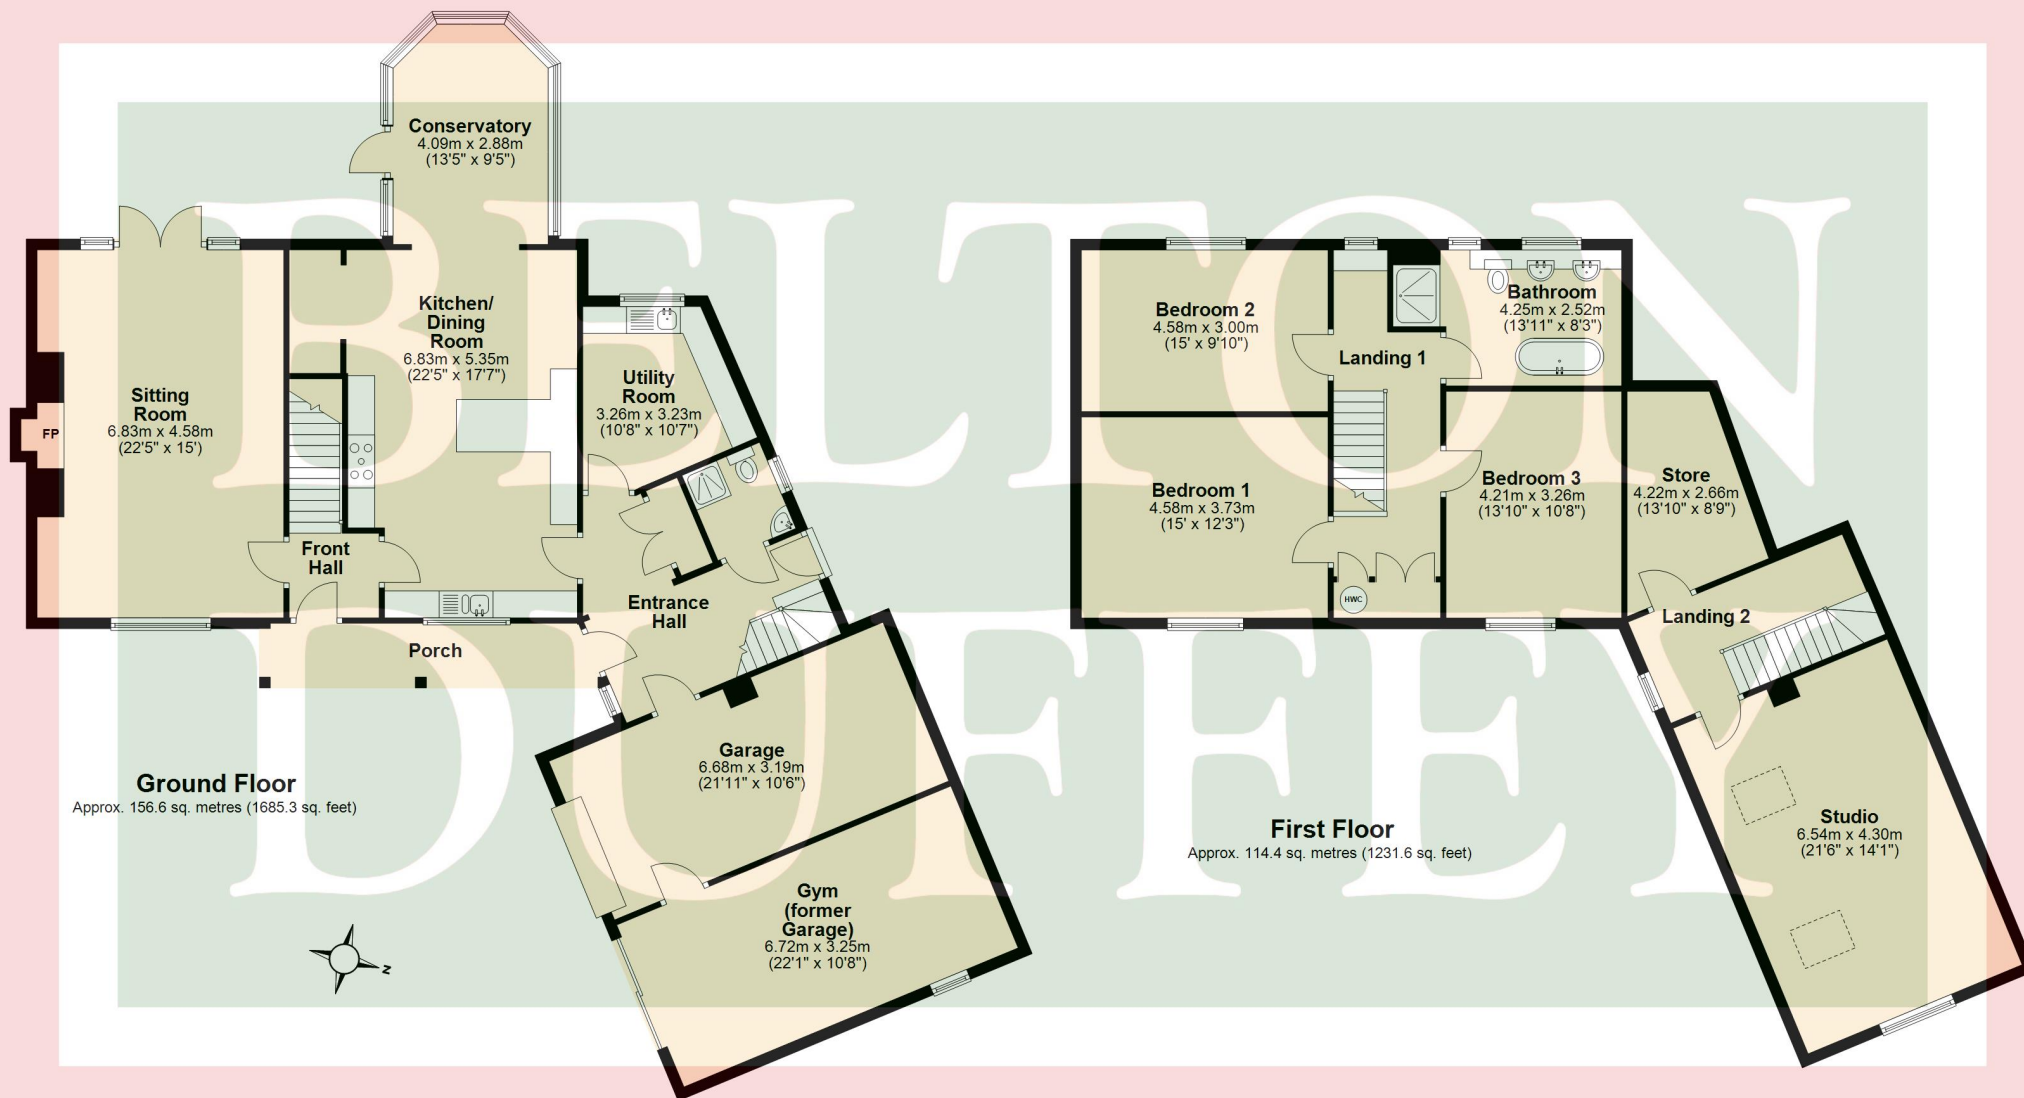 BELTON
DUFFEY
Conservatory
4.09m x 2.88m
(13'5" x 9'5")
Kitchen/
Dining
Room
6.83m x 5.35m
(22'5" x 17'7")
Sitting
Room
6.83m x 4.58m
(22'5" x 15')
FP
Utility
Room
3.26m x 3.23m
(10'8" x 10'7")
Front
Hall
Entrance
Hall
Porch
Garage
6.68m x 3.19m
(21'11" x 10'6")
Gym
(former
Garage)
6.72m x 3.25m
(22'1" x 10'8")
Ground Floor
Approx. 156.6 sq. metres (1685.3 sq. feet)
N
Bedroom 2
4.58m x 3.00m
(15' x 9'10")
Landing 1
Bathroom
4.25m x 2.52m
(13'11" x 8'3")
Bedroom 1
4.58m x 3.73m
(15' x 12'3")
Bedroom 3
4.21m x 3.26m
(13'10" x 10'8")
Store
4.22m x 2.66m
(13'10" x 8'9")
HWC
Landing 2
Studio
6.54m x 4.30m
(21'6" x 14'1")
First Floor
Approx. 114.4 sq. metres (1231.6 sq. feet)